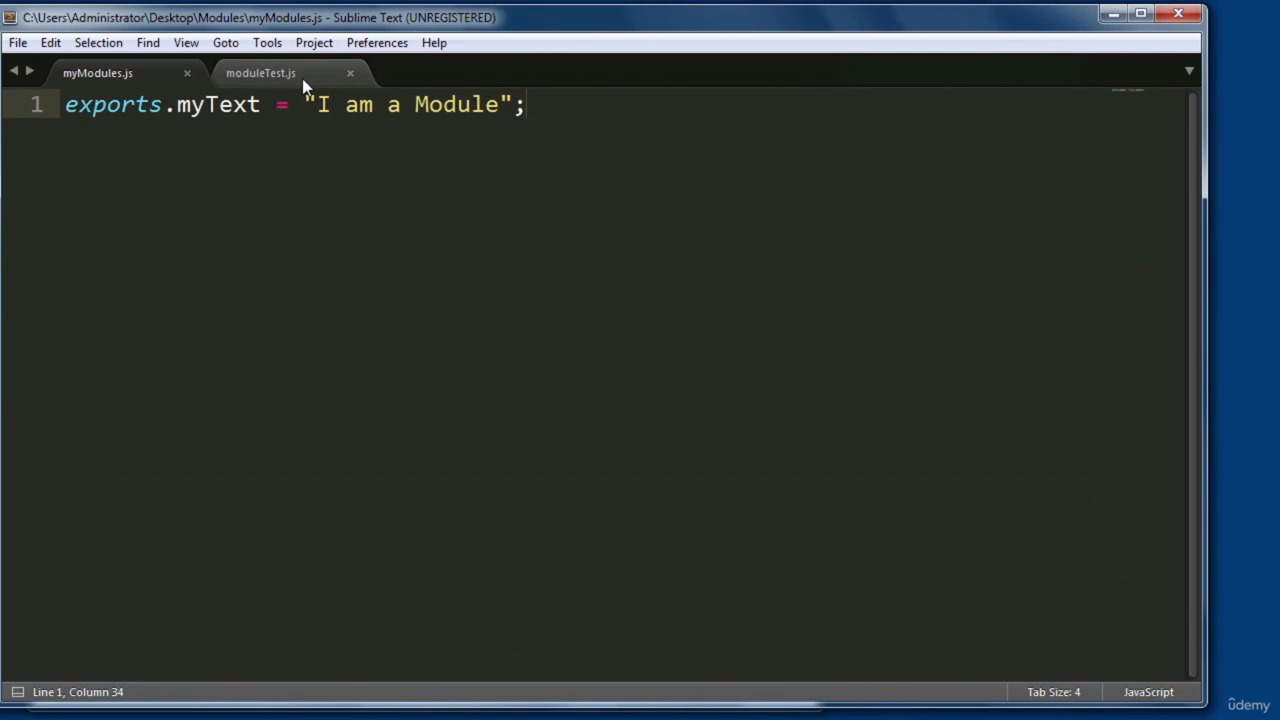 C:\Users\Administrator\Desktop\Modules\myModules.js - Sublime Text (UNREGISTERED)
File Edit Selection Find View Goto Tools Project Preferences Help
myModules.js moduleTest.js
1 exports.myText = "I am a Module";
Line 1, Column 34 Tab Size: 4 JavaScript
udemy